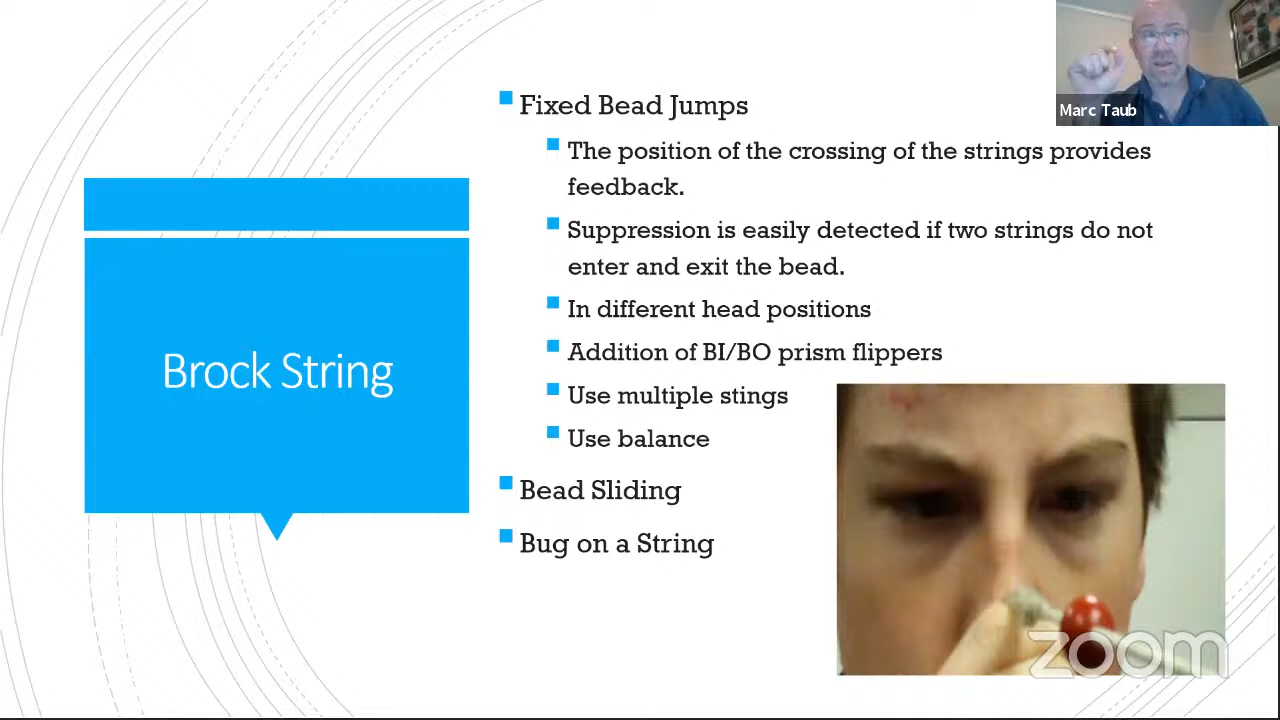 Marc Taub
Brock String
Fixed Bead Jumps
The position of the crossing of the strings provides
feedback.
Suppression is easily detected if two strings do not
enter and exit the bead.
In different head positions
Addition of BI/BO prism flippers
Use multiple stings
Use balance
Bead Sliding
Bug on a String
zoom